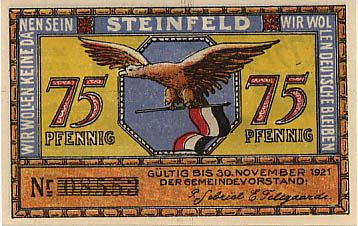 WIR WOLLEN KEINE DÄNEN SEIN
STEINFELD
WIR WOLLEN DEUTSCHE BLEIBEN
75
PFENNIG
75
PFENNIG
GÜLTIG BIS 30. NOVEMBER 1921
DER GEMEINDEVORSTAND:
Nr